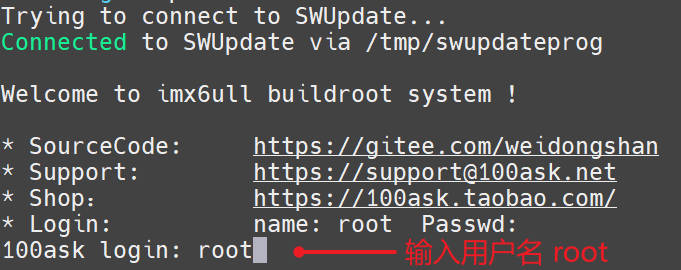 Trying to connect to SWUpdate...
Connected to SWUpdate via /tmp/swupdateprog
Welcome to imx6ull buildroot system !
* SourceCode: https://gitee.com/weidongshan
* Support: https://support@100ask.net
* Shop: https://100ask.taobao.com/
* Login: name: root Passwd:
100ask login: root 输入用户名 root